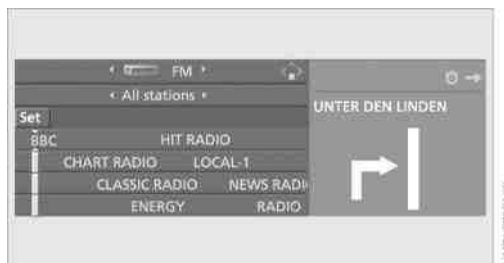 FM
All stations
UNTER DEN LINDEN
Set
BBC HIT RADIO
CHART RADIO LOCAL-1
CLASSIC RADIO NEWS RADI
ENERGY RADIO